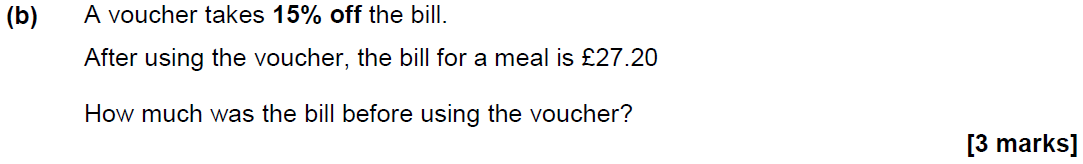 (b) A voucher takes 15% off the bill.
After using the voucher, the bill for a meal is £27.20
How much was the bill before using the voucher?
[3 marks]